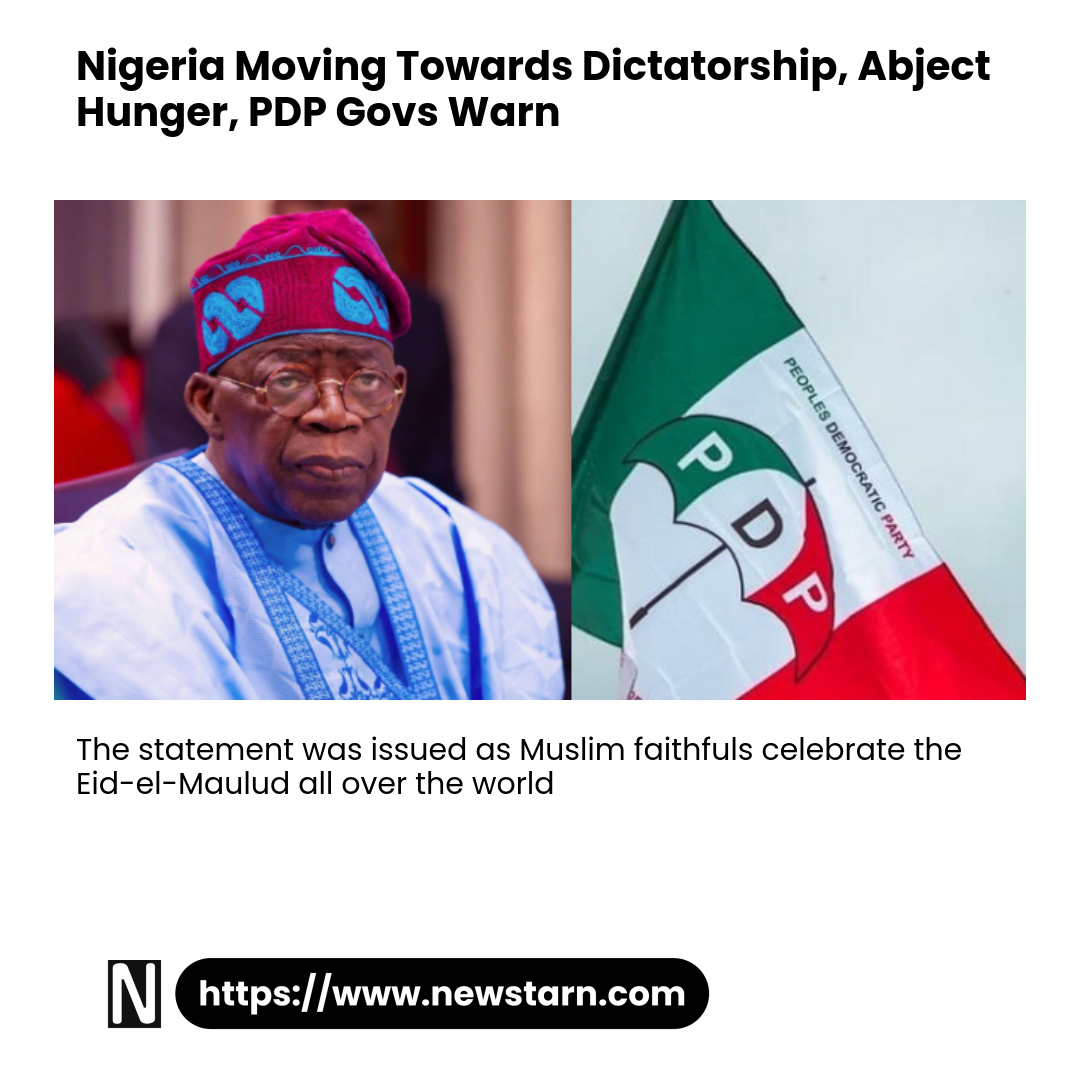 Nigeria Moving Towards Dictatorship, Abject
Hunger, PDP Govs Warn
PEOPLES DEMOCRATIC PARTY
P
D
P
The statement was issued as Muslim faithfuls celebrate the
Eid-el-Maulud all over the world
N
https://www.newstarn.com